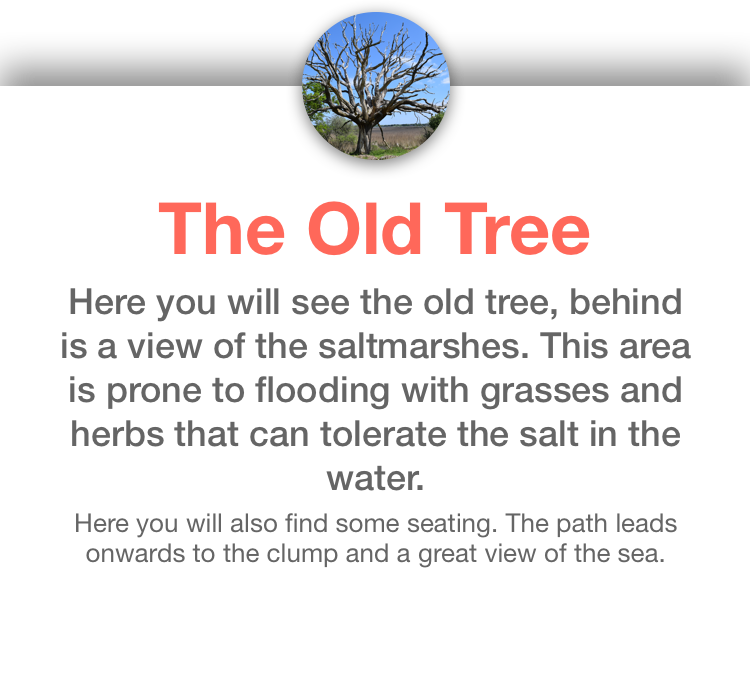 The Old Tree
Here you will see the old tree, behind
is a view of the saltmarshes. This area
is prone to flooding with grasses and
herbs that can tolerate the salt in the
water.
Here you will also find some seating. The path leads
onwards to the clump and a great view of the sea.